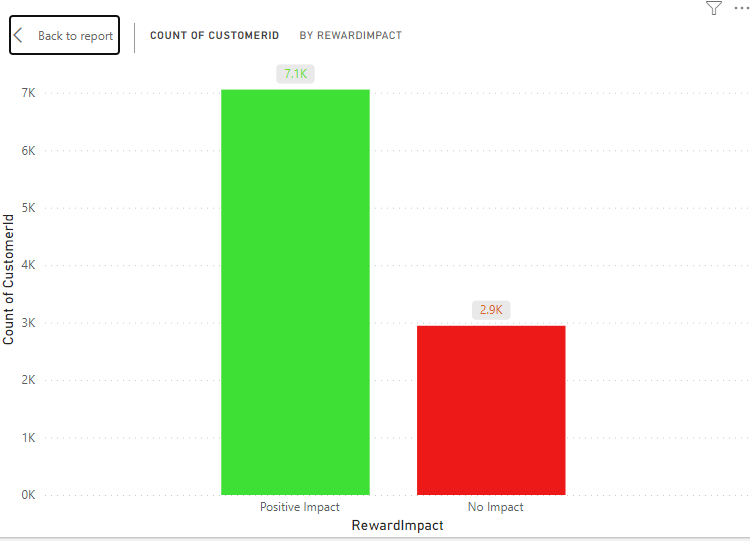 Back to report
COUNT OF CUSTOMERID
BY REWARDIMPACT
7.1K
7K
6K
5K
4K
3K
2K
1K
0K
2.9K
Count of CustomerId
Positive Impact
No Impact
RewardImpact